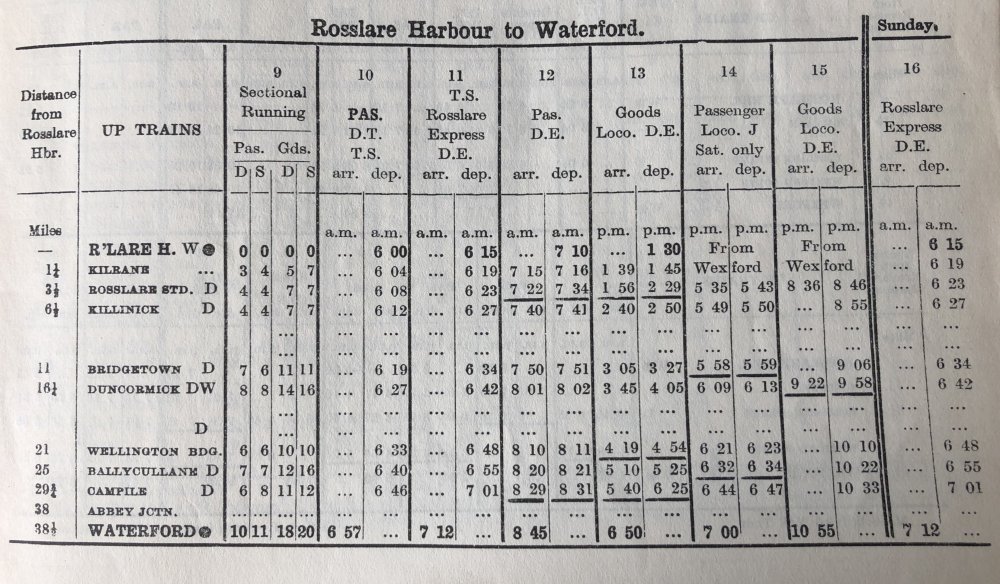 Rosslare Harbour to Waterford. Sunday.
Distance from Rosslare Hbr. UP TRAINS 9 Sectional Running Pas. Gds. D S D S 10 PAS. D.T. T.S. arr. dep. 11 T.S. Rosslare Express D.E. arr. dep. 12 Pas. D.E. arr. dep. 13 Goods Loco. D.E. arr. dep. 14 Passenger Loco. J Sat. only arr. dep. 15 Goods Loco. D.E. arr. dep. 16 Rosslare Express D.E. arr. dep.
Miles a.m. a.m. a.m. a.m. a.m. a.m. p.m. p.m. p.m. p.m. p.m. p.m. a.m. a.m.
— R'LARE H. W 0 0 0 0 ... 6 00 ... 6 15 ... 7 10 ... 1 30 From From ... 6 15
1¼ KILRANE ... 3 4 5 7 ... 6 04 ... 6 19 7 15 7 16 1 39 1 45 Wexford Wexford ... 6 19
3½ ROSSLARE STD. D 4 4 7 7 ... 6 08 ... 6 23 7 22 7 34 1 56 2 29 5 35 5 43 8 36 8 46 ... 6 23
6½ KILLINICK D 4 4 7 7 ... 6 12 ... 6 27 7 40 7 41 2 40 2 50 5 49 5 50 ... 8 55 ... 6 27
... ... ... ... ... ... ... ... ... ... ... ... ... ... ...
... ... ... ... ... ... ... ... ... ... ... ... ... ... ...
11 BRIDGETOWN D 7 6 11 11 ... 6 19 ... 6 34 7 50 7 51 3 05 3 27 5 58 5 59 ... 9 06 ... 6 34
16¼ DUNCORMICK DW 8 8 14 16 ... 6 27 ... 6 42 8 01 8 02 3 45 4 05 6 09 6 13 9 22 9 58 ... 6 42
... ... ... ... ... ... ... ... ... ... ... ... ... ... ...
D ... ... ... ... ... ... ... ... ... ... ... ... ... ... ...
21 WELLINGTON BDG. 6 6 10 10 ... 6 33 ... 6 48 8 10 8 11 4 19 4 54 6 21 6 23 ... 10 10 ... 6 48
25 BALLYCULLANE D 7 7 12 16 ... 6 40 ... 6 55 8 20 8 21 5 10 5 25 6 32 6 34 ... 10 22 ... 6 55
29¾ CAMPILE D 6 8 11 12 ... 6 46 ... 7 01 8 29 8 31 5 40 6 25 6 44 6 47 ... 10 33 ... 7 01
38 ABBEY JCTN. ... ... ... ... ... ... ... ... ... ... ... ... ... ... ...
38½ WATERFORD 10 11 18 20 6 57 ... 7 12 ... 8 45 ... 6 50 ... 7 00 ... 10 55 ... 7 12 ...